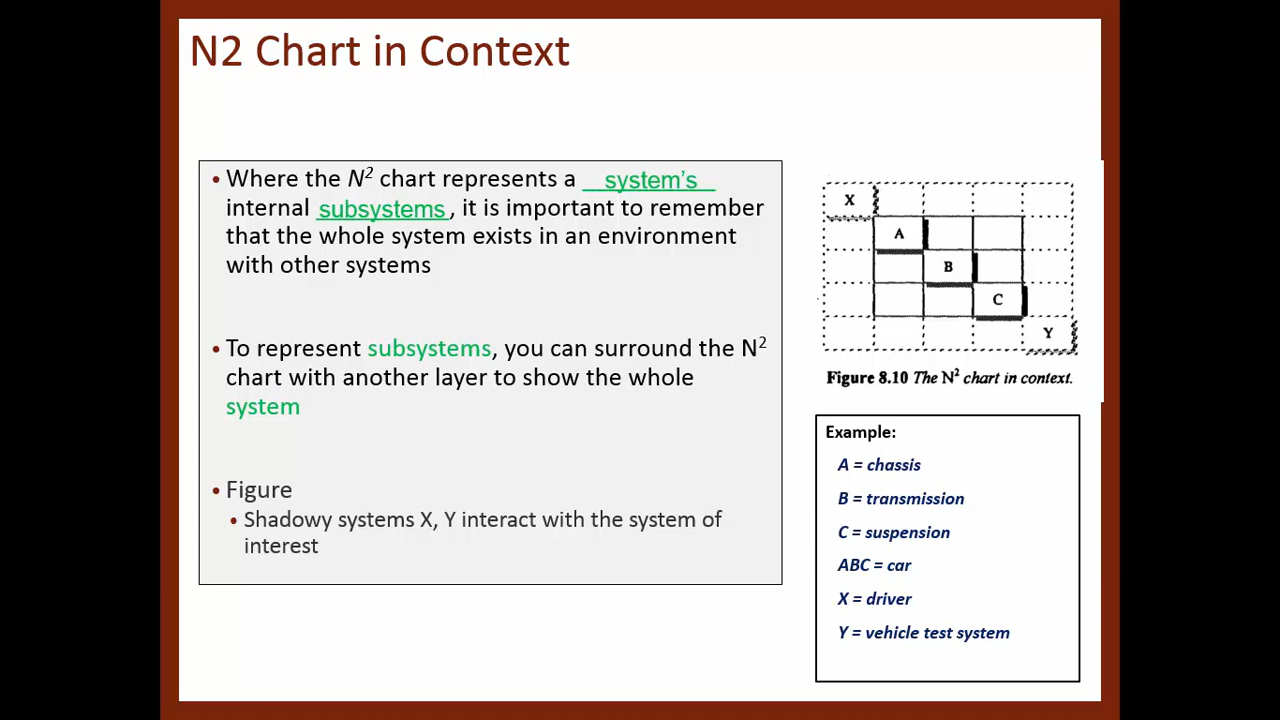 N2 Chart in Context
• Where the N² chart represents a system's
internal subsystems, it is important to remember
that the whole system exists in an environment
with other systems
• To represent subsystems, you can surround the N²
chart with another layer to show the whole
system
• Figure
• Shadowy systems X, Y interact with the system of
interest
X
A
B
C
Y
Figure 8.10 The N² chart in context.
Example:
A = chassis
B = transmission
C = suspension
ABC = car
X = driver
Y = vehicle test system